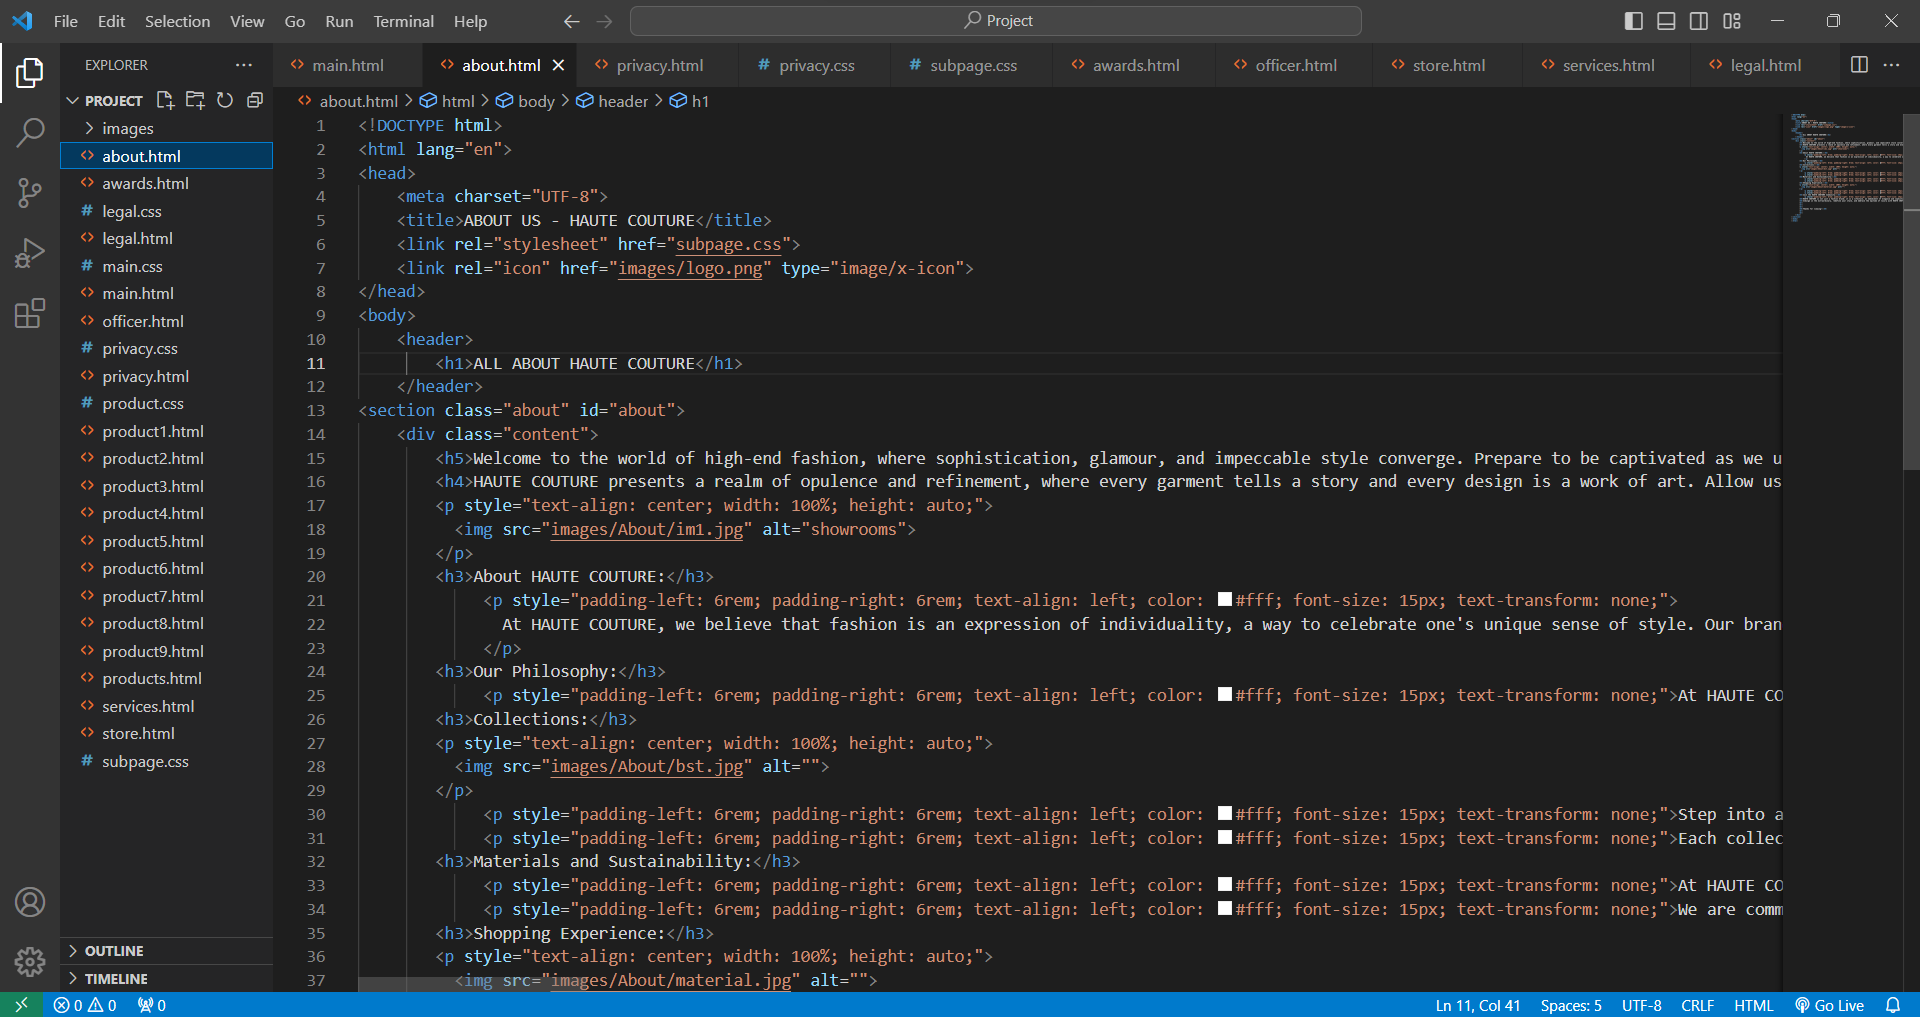 File Edit Selection View Go Run Terminal Help
Project
EXPLORER
main.html about.html privacy.html privacy.css subpage.css awards.html officer.html store.html services.html legal.html
PROJECT
images
about.html
awards.html
legal.css
legal.html
main.css
main.html
officer.html
privacy.css
privacy.html
product.css
product1.html
product2.html
product3.html
product4.html
product5.html
product6.html
product7.html
product8.html
product9.html
products.html
services.html
store.html
subpage.css
OUTLINE
TIMELINE
about.html > html > body > header > h1
1 <!DOCTYPE html>
2 <html lang="en">
3 <head>
4 <meta charset="UTF-8">
5 <title>ABOUT US - HAUTE COUTURE</title>
6 <link rel="stylesheet" href="subpage.css">
7 <link rel="icon" href="images/logo.png" type="image/x-icon">
8 </head>
9 <body>
10 <header>
11 <h1>ALL ABOUT HAUTE COUTURE</h1>
12 </header>
13 <section class="about" id="about">
14 <div class="content">
15 <h5>Welcome to the world of high-end fashion, where sophistication, glamour, and impeccable style converge. Prepare to be captivated as we u
16 <h4>HAUTE COUTURE presents a realm of opulence and refinement, where every garment tells a story and every design is a work of art. Allow us
17 <p style="text-align: center; width: 100%; height: auto;">
18 <img src="images/About/im1.jpg" alt="showrooms">
19 </p>
20 <h3>About HAUTE COUTURE:</h3>
21 <p style="padding-left: 6rem; padding-right: 6rem; text-align: left; color: #fff; font-size: 15px; text-transform: none;">
22 At HAUTE COUTURE, we believe that fashion is an expression of individuality, a way to celebrate one's unique sense of style. Our bran
23 </p>
24 <h3>Our Philosophy:</h3>
25 <p style="padding-left: 6rem; padding-right: 6rem; text-align: left; color: #fff; font-size: 15px; text-transform: none;">At HAUTE CO
26 <h3>Collections:</h3>
27 <p style="text-align: center; width: 100%; height: auto;">
28 <img src="images/About/bst.jpg" alt="">
29 </p>
30 <p style="padding-left: 6rem; padding-right: 6rem; text-align: left; color: #fff; font-size: 15px; text-transform: none;">Step into a
31 <p style="padding-left: 6rem; padding-right: 6rem; text-align: left; color: #fff; font-size: 15px; text-transform: none;">Each collec
32 <h3>Materials and Sustainability:</h3>
33 <p style="padding-left: 6rem; padding-right: 6rem; text-align: left; color: #fff; font-size: 15px; text-transform: none;">At HAUTE CO
34 <p style="padding-left: 6rem; padding-right: 6rem; text-align: left; color: #fff; font-size: 15px; text-transform: none;">We are comm
35 <h3>Shopping Experience:</h3>
36 <p style="text-align: center; width: 100%; height: auto;">
37 <img src="images/About/material.jpg" alt="">
0 0 0
Ln 11, Col 41 Spaces: 5 UTF-8 CRLF HTML Go Live